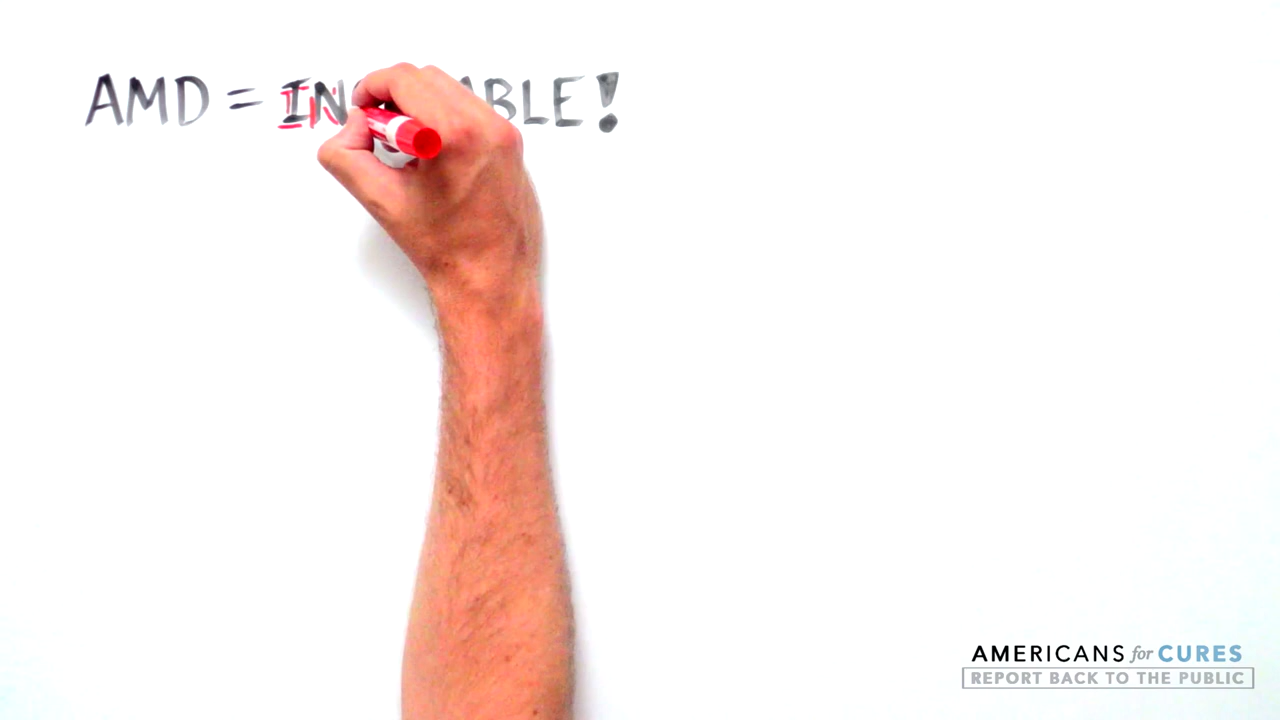 AMD =
AMERICANS for CURES
REPORT BACK TO THE PUBLIC